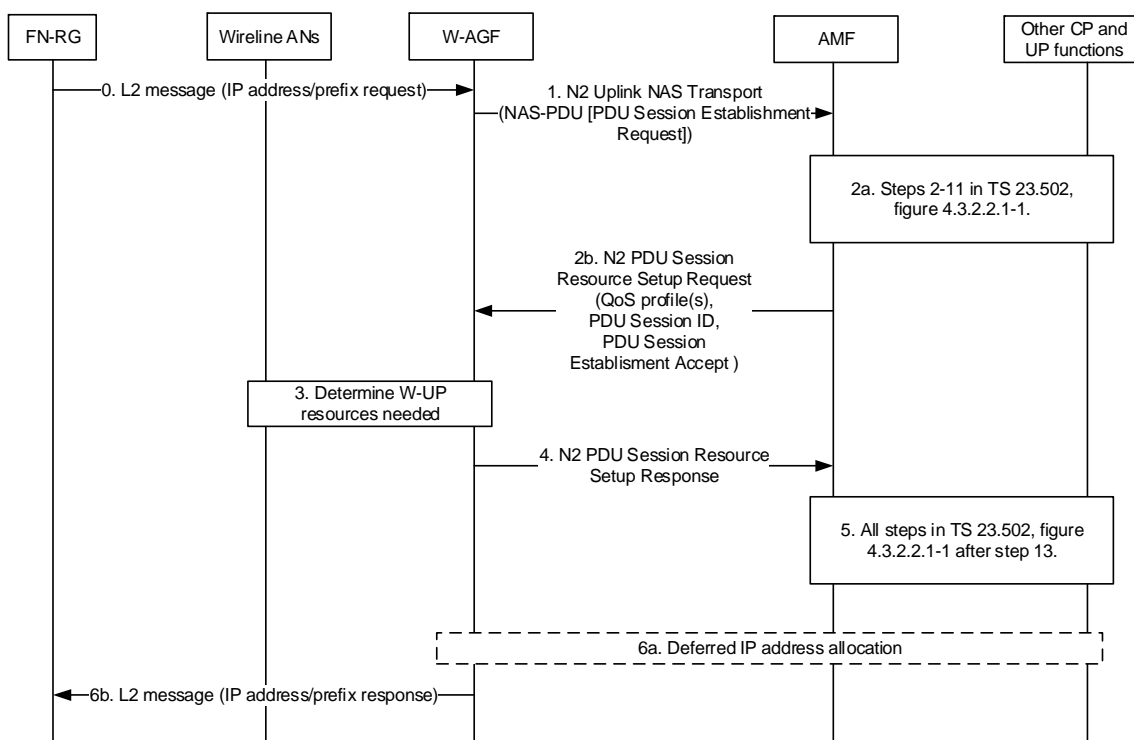 FN-RG
Wireline ANs
W-AGF
AMF
Other CP and
UP functions
0. L2 message (IP address/prefix request)
1. N2 Uplink NAS Transport
(NAS-PDU [PDU Session Establishment
Request])
2a. Steps 2-11 in TS 23.502,
figure 4.3.2.2.1-1.
2b. N2 PDU Session
Resource Setup Request
(QoS profile(s),
PDU Session ID,
PDU Session
Establisment Accept )
3. Determine W-UP
resources needed
4. N2 PDU Session Resource
Setup Response
5. All steps in TS 23.502, figure
4.3.2.2.1-1 after step 13.
6a. Deferred IP address allocation
6b. L2 message (IP address/prefix response)